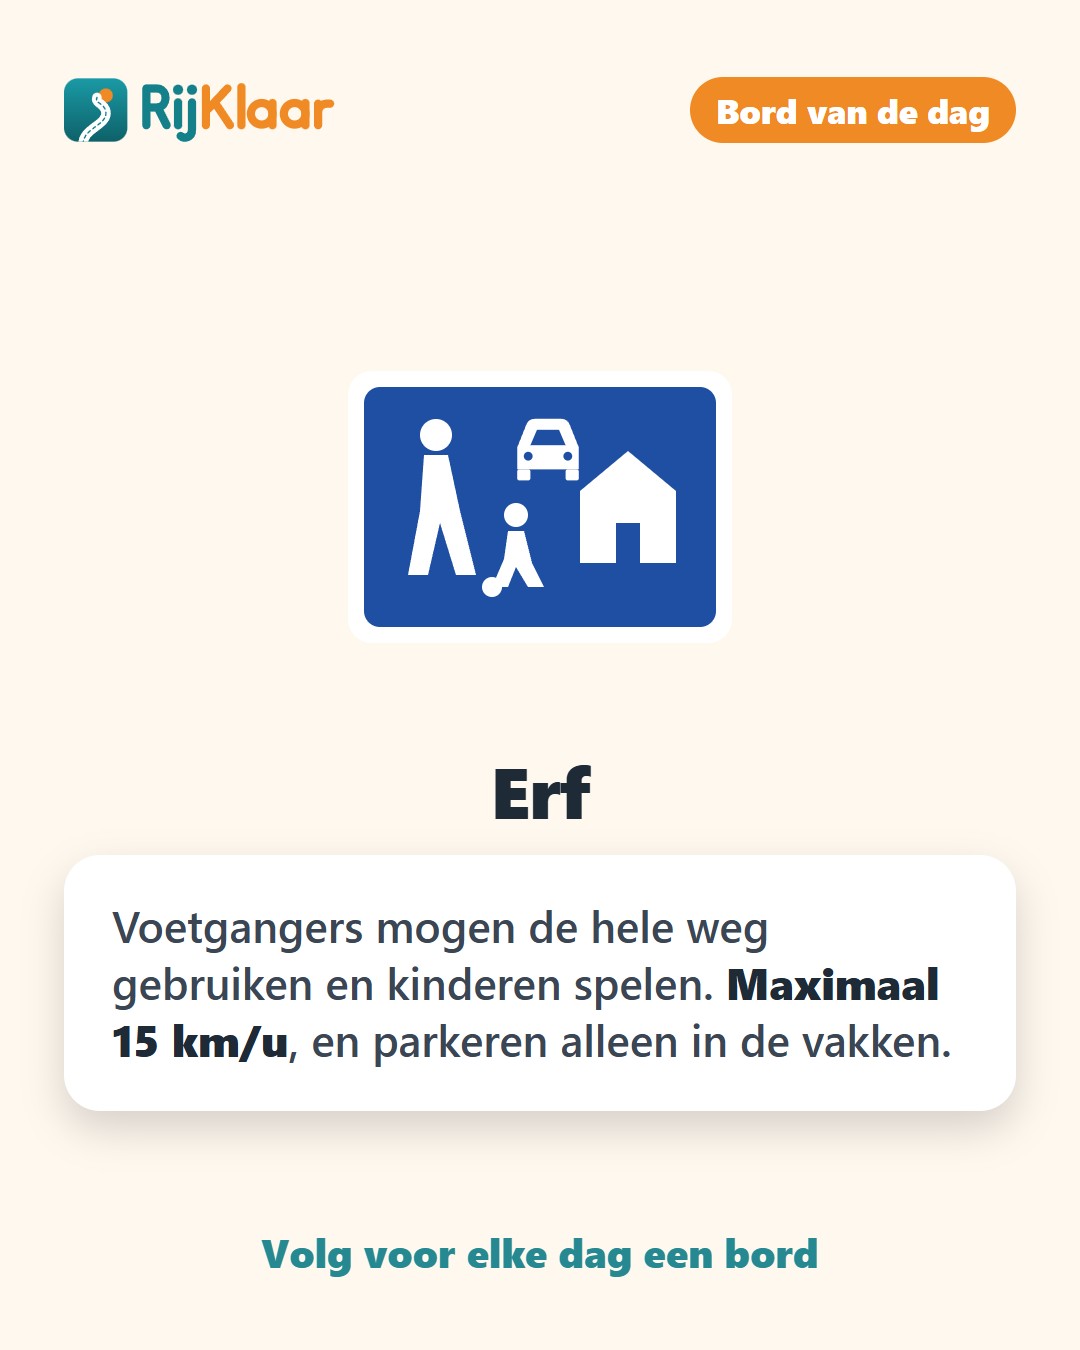 RijKlaar
Bord van de dag
Erf
Voetgangers mogen de hele weg
gebruiken en kinderen spelen. Maximaal
15 km/u, en parkeren alleen in de vakken.
Volg voor elke dag een bord